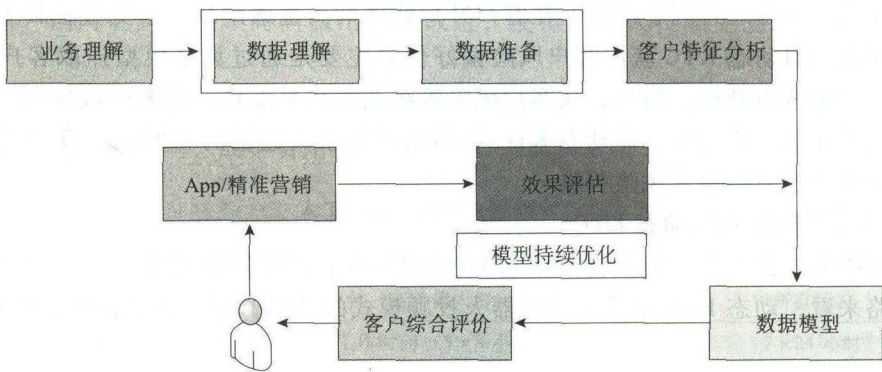 业务理解
数据理解
数据准备
客户特征分析
App/精准营销
效果评估
模型持续优化
客户综合评价
数据模型